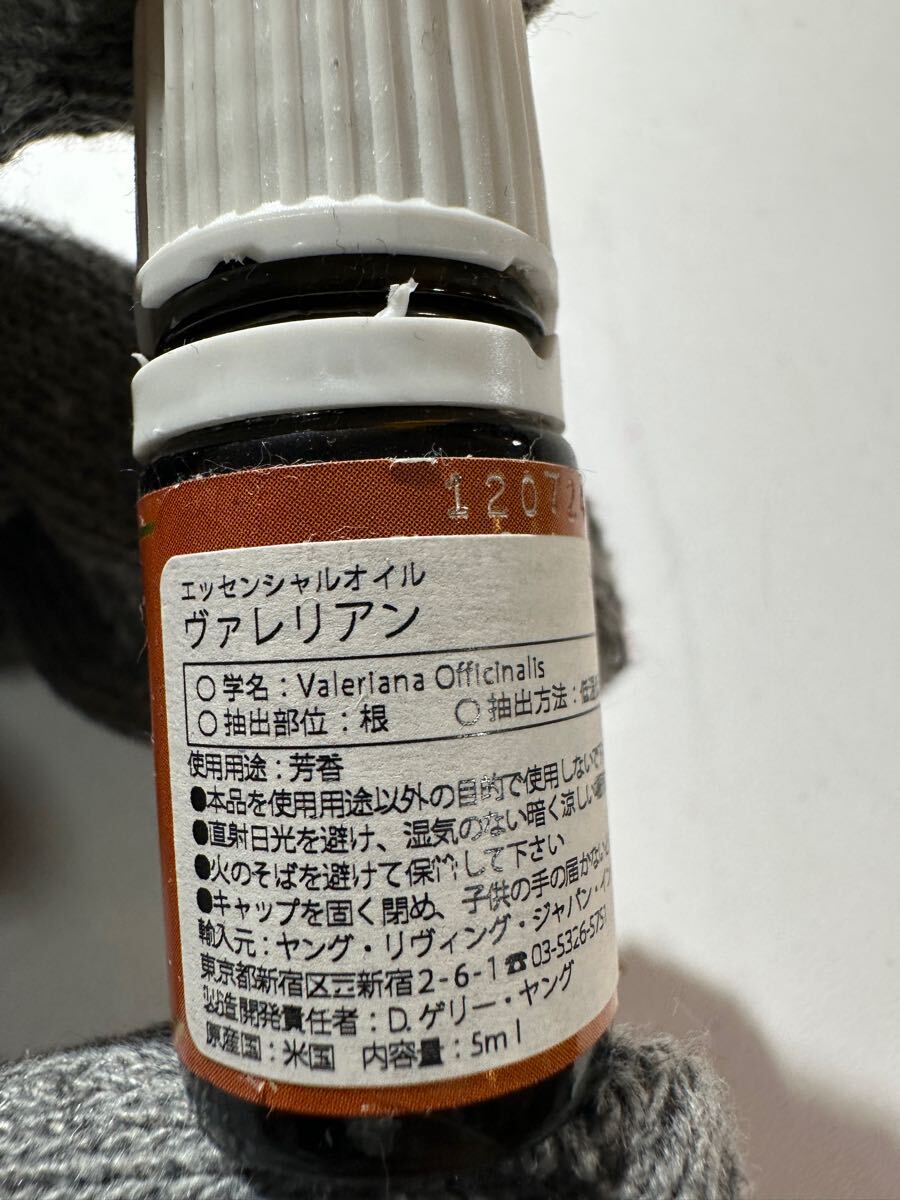 12072
エッセンシャルオイル
ヴァレリアン
○学名：Valeriana Officinalis
○抽出部位：根　○抽出方法：低温
使用用途：芳香
●本品を使用用途以外の目的で使用しないで下
●直射日光を避け、湿気のない暗く涼しい
●火のそばを避けて保管して下さい
●キャップを固く閉め、子供の手の届かない
輸入元：ヤング・リヴィング・ジャパン・イン
東京都新宿区西新宿2-6-1☎03-5326-5751
製造開発責任者：D.ゲリー・ヤング
原産国：米国　内容量：5ml